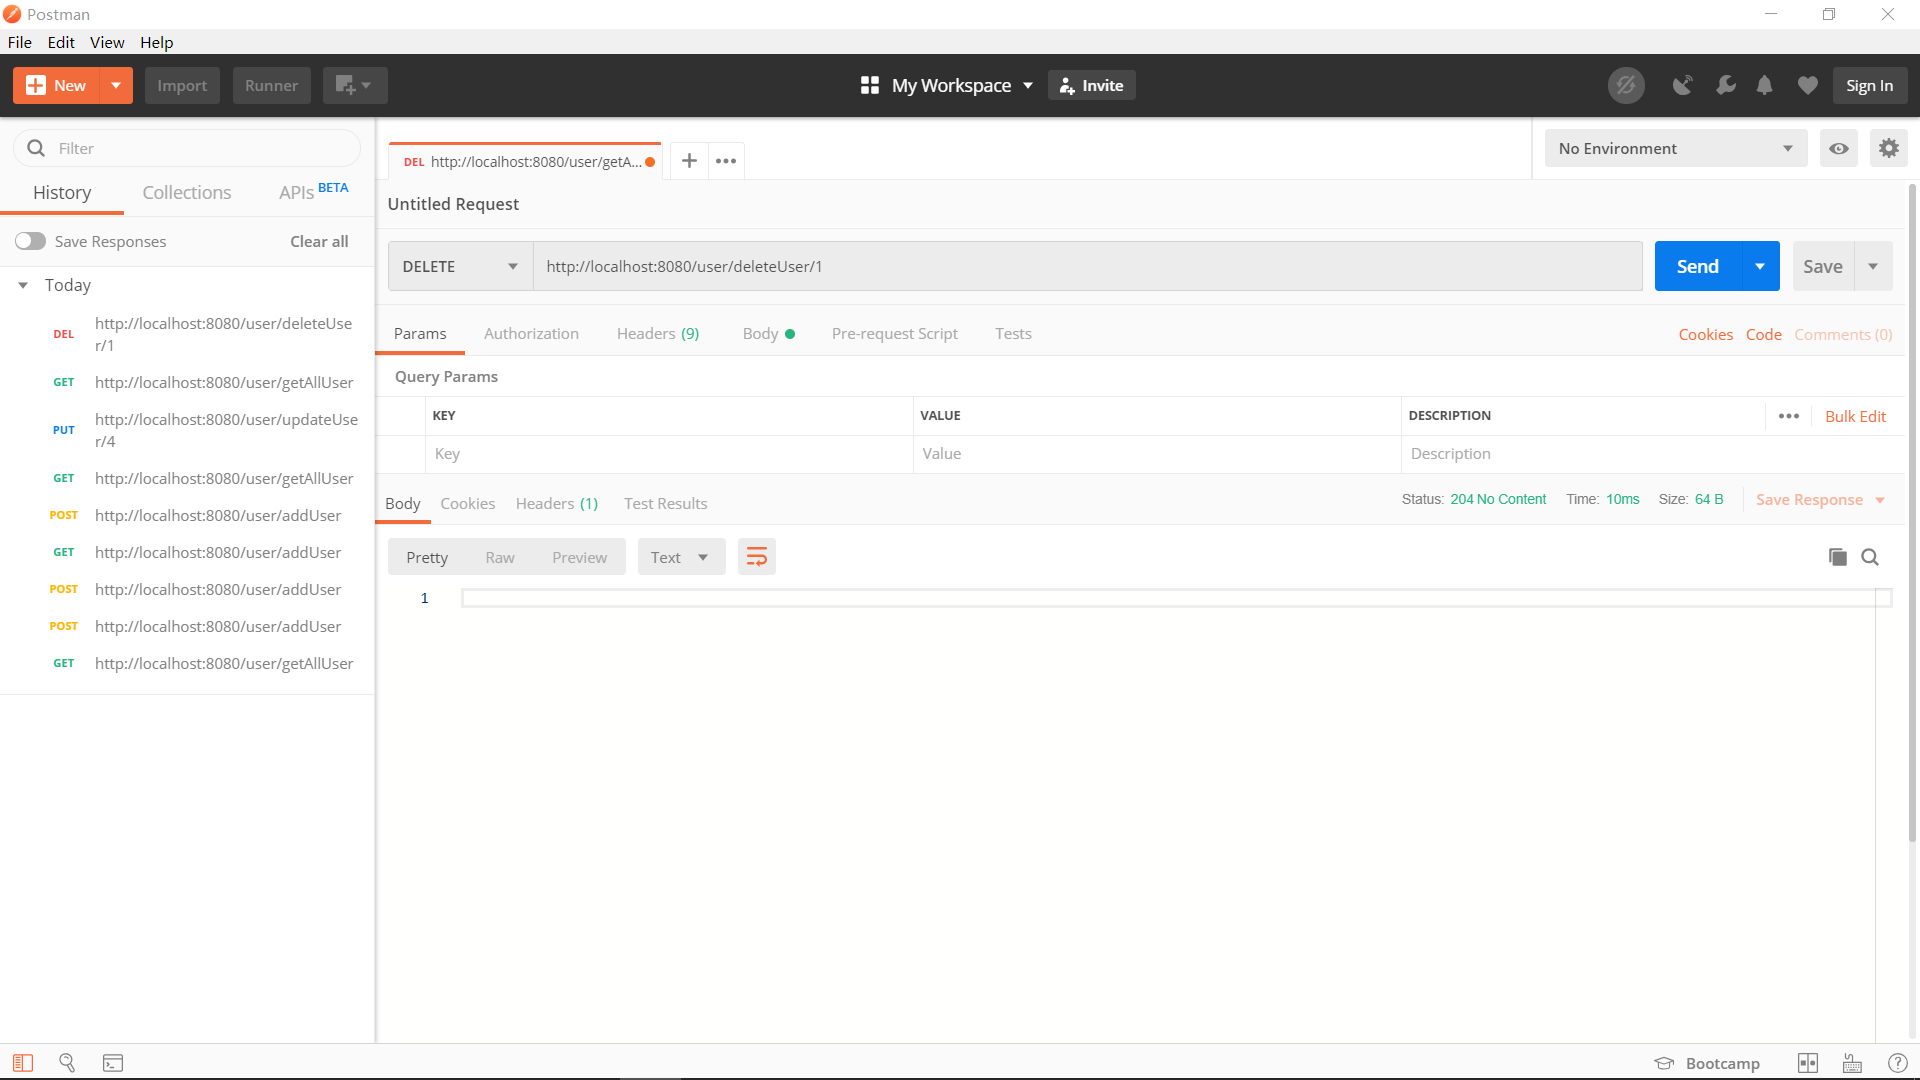 Postman
File Edit View Help
New Import Runner My Workspace Invite Sign In
Filter
History Collections APIs BETA
Save Responses Clear all
Today
DEL http://localhost:8080/user/deleteUse
r/1
GET http://localhost:8080/user/getAllUser
PUT http://localhost:8080/user/updateUse
r/4
GET http://localhost:8080/user/getAllUser
POST http://localhost:8080/user/addUser
GET http://localhost:8080/user/addUser
POST http://localhost:8080/user/addUser
POST http://localhost:8080/user/addUser
GET http://localhost:8080/user/getAllUser
DEL http://localhost:8080/user/getA...
No Environment
Untitled Request
DELETE http://localhost:8080/user/deleteUser/1 Send Save
Params Authorization Headers (9) Body Pre-request Script Tests Cookies Code Comments (0)
Query Params
KEY VALUE DESCRIPTION Bulk Edit
Key Value Description
Body Cookies Headers (1) Test Results Status: 204 No Content Time: 10ms Size: 64 B Save Response
Pretty Raw Preview Text
1
Bootcamp